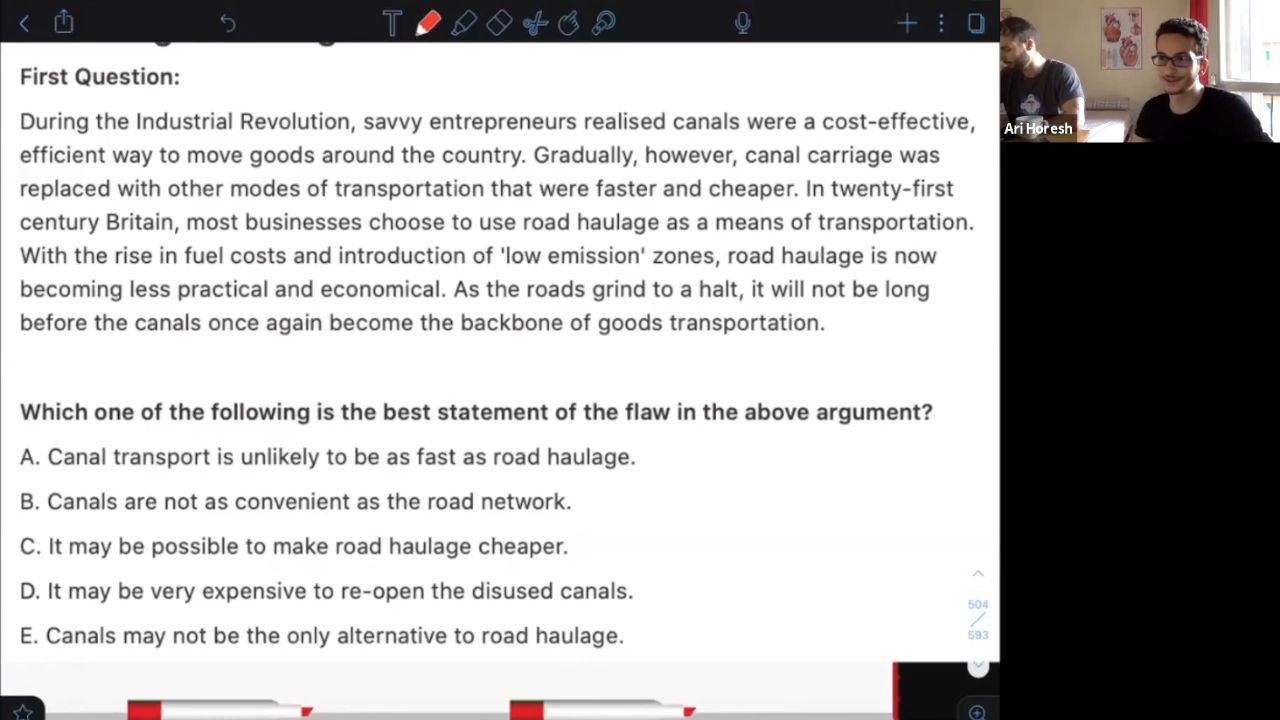 First Question:
During the Industrial Revolution, savvy entrepreneurs realised canals were a cost-effective,
efficient way to move goods around the country. Gradually, however, canal carriage was
replaced with other modes of transportation that were faster and cheaper. In twenty-first
century Britain, most businesses choose to use road haulage as a means of transportation.
With the rise in fuel costs and introduction of 'low emission' zones, road haulage is now
becoming less practical and economical. As the roads grind to a halt, it will not be long
before the canals once again become the backbone of goods transportation.
Which one of the following is the best statement of the flaw in the above argument?
A. Canal transport is unlikely to be as fast as road haulage.
B. Canals are not as convenient as the road network.
C. It may be possible to make road haulage cheaper.
D. It may be very expensive to re-open the disused canals.
E. Canals may not be the only alternative to road haulage.
504
593
Ari Horesh